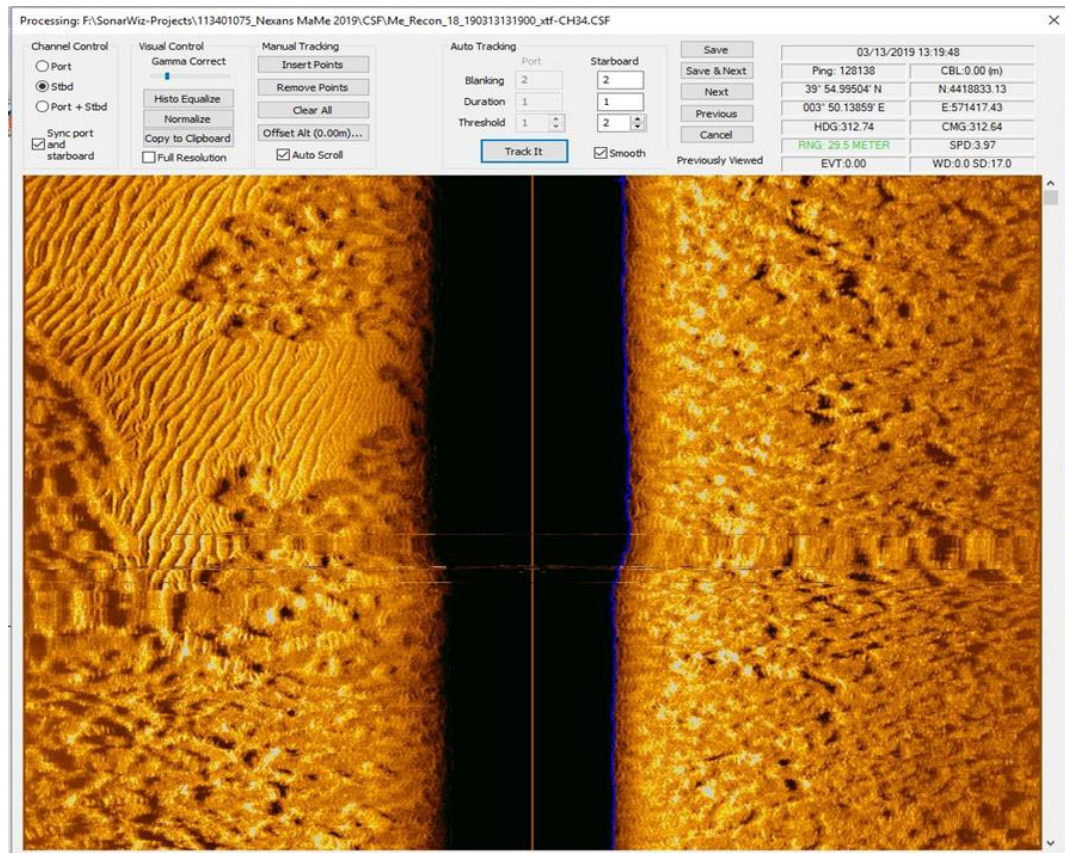 Processing: F:\SonarWiz-Projects\113401075_Nexans MaMe 2019\CSF\Me_Recon_18_190313131900_xtf-CH34.CSF
Channel Control
Port
Stbd
Port + Stbd
Sync port
and
starboard
Visual Control
Gamma Correct
Histo Equalize
Normalize
Copy to Clipboard
Full Resolution
Manual Tracking
Insert Points
Remove Points
Clear All
Offset Alt (0.00m)...
Auto Scroll
Auto Tracking
Port Starboard
Blanking 2 2
Duration 1 1
Threshold 1 2
Track It
Smooth
Save
Save & Next
Next
Previous
Cancel
Previously Viewed
03/13/2019 13:19:48
Ping: 128138 CBL:0.00 (m)
39° 54.99504' N N:4418833.13
003° 50.13859' E E:571417.43
HDG:312.74 CMG:312.64
RNG: 29.5 METER SPD:3.97
EVT:0.00 WD:0.0 SD:17.0